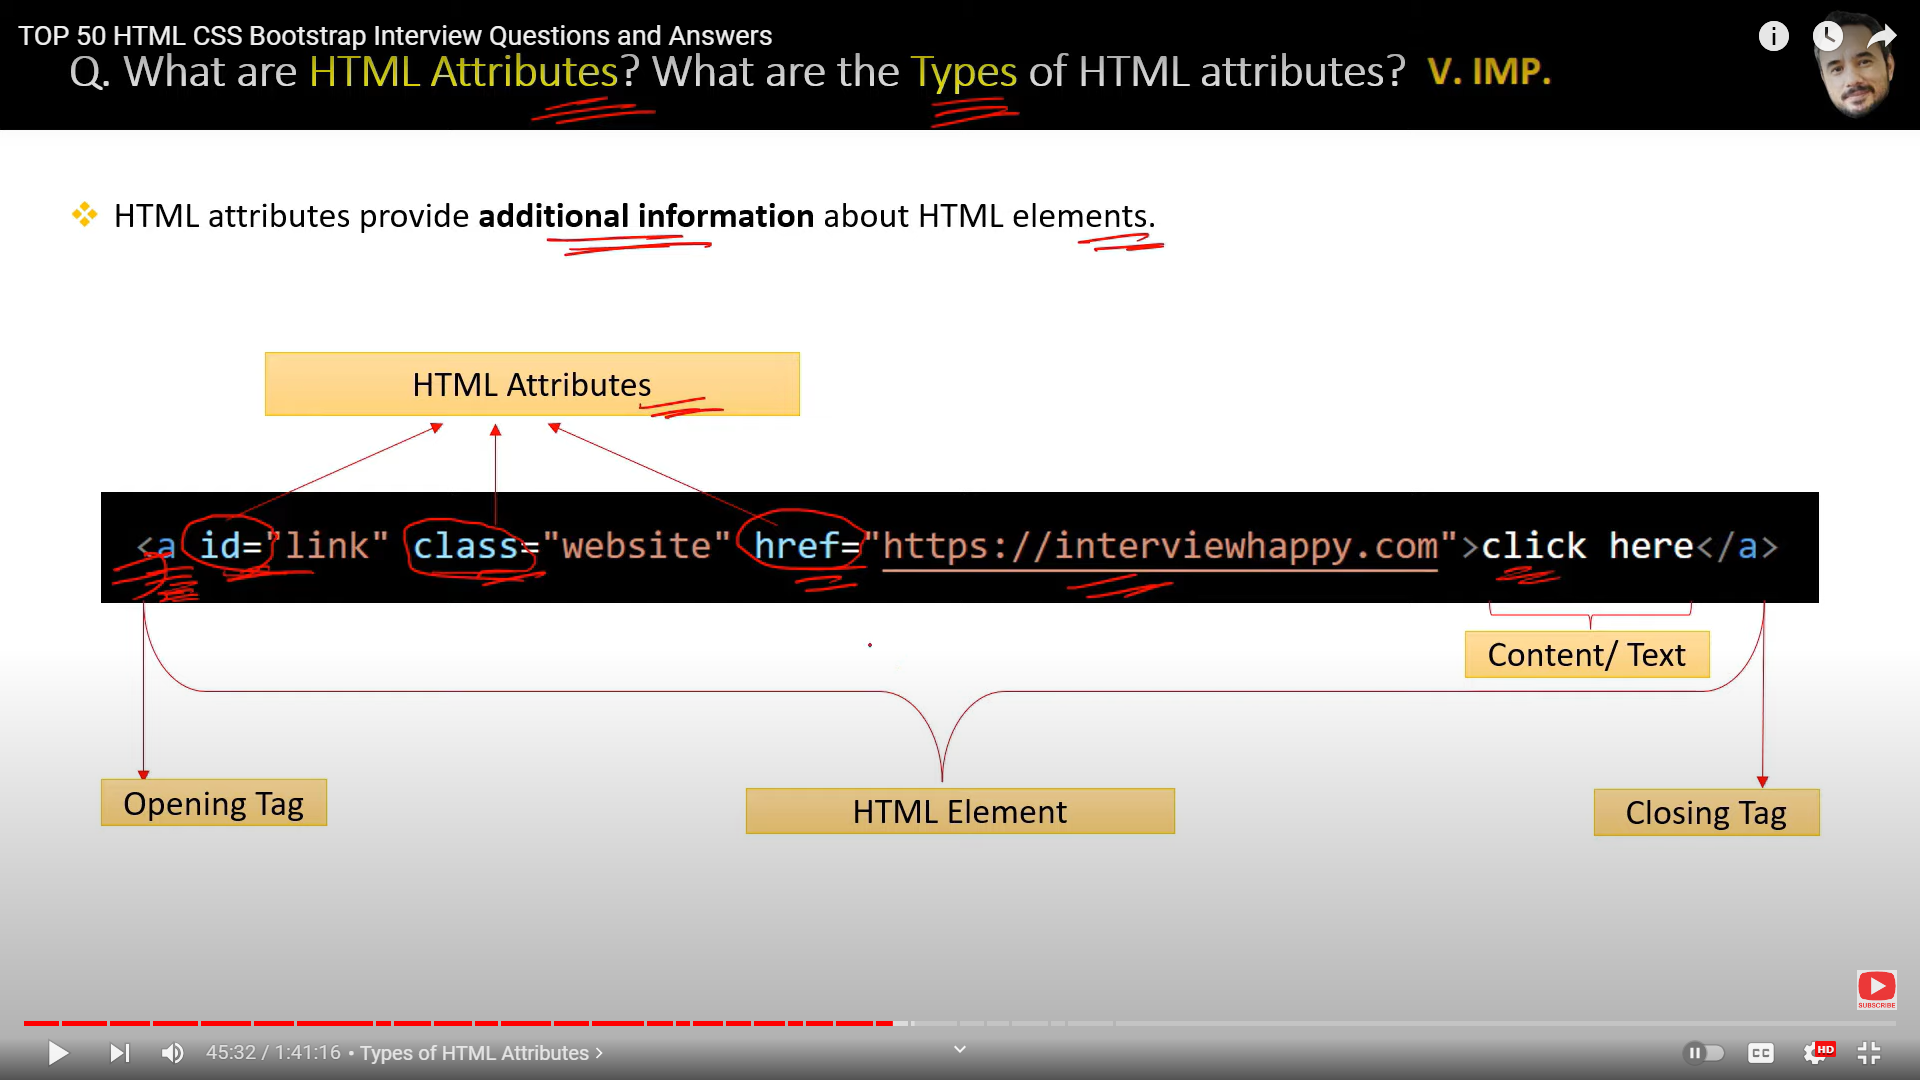 TOP 50 HTML CSS Bootstrap Interview Questions and Answers
Q. What are HTML Attributes? What are the Types of HTML attributes? V. IMP.
HTML attributes provide additional information about HTML elements.
HTML Attributes
<a id="link" class="website" href="https://interviewhappy.com">click here</a>
Content/ Text
Opening Tag
HTML Element
Closing Tag
SUBSCRIBE
45:32 / 1:41:16 • Types of HTML Attributes >
CC
HD